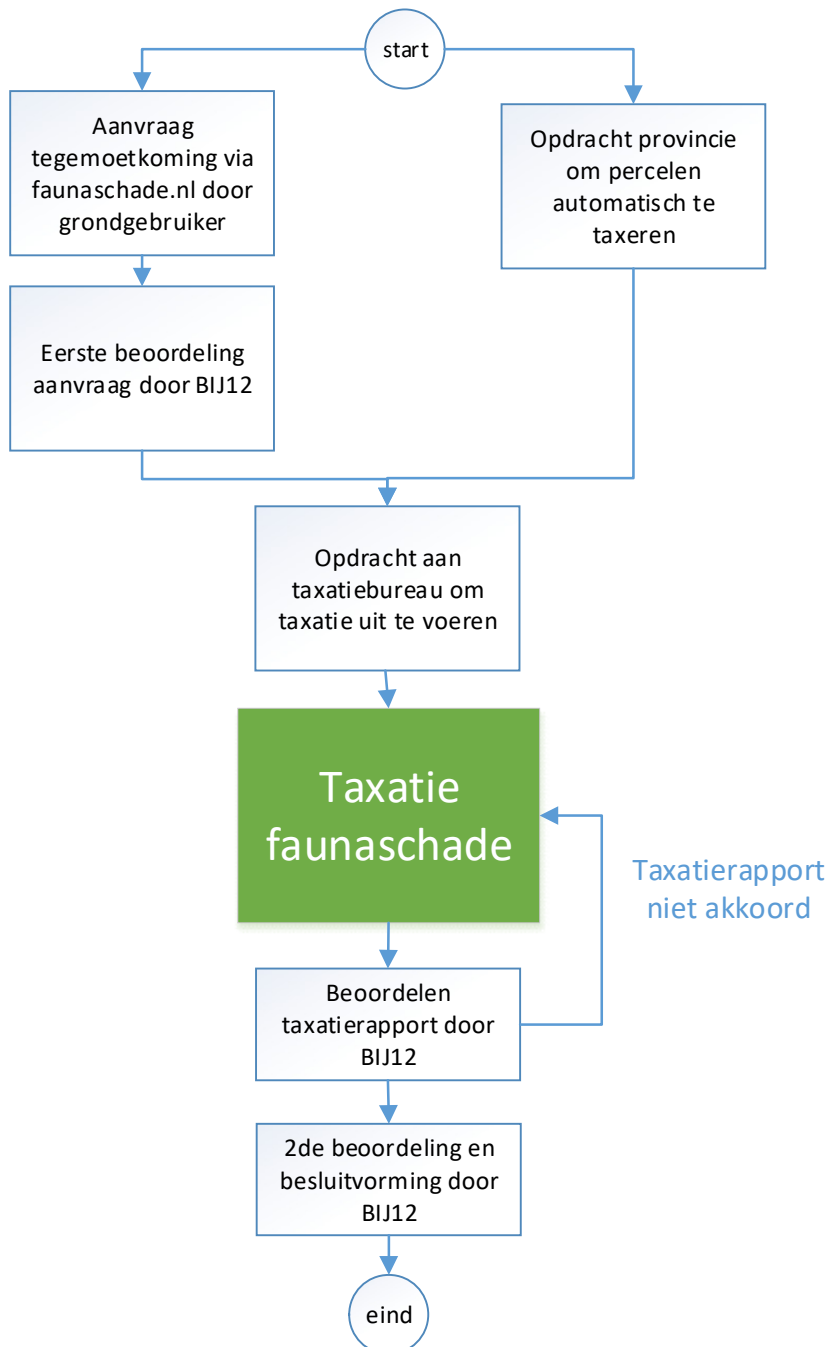 start
Aanvraag
tegemoetkoming via
faunaschade.nl door
grondgebruiker
Opdracht provincie
om percelen
automatisch te
taxeren
Eerste beoordeling
aanvraag door BIJ12
Opdracht aan
taxatiebureau om
taxatie uit te voeren
Taxatie
faunaschade
Taxatierapport
niet akkoord
Beoordelen
taxatierapport door
BIJ12
2de beoordeling en
besluitvorming door
BIJ12
eind